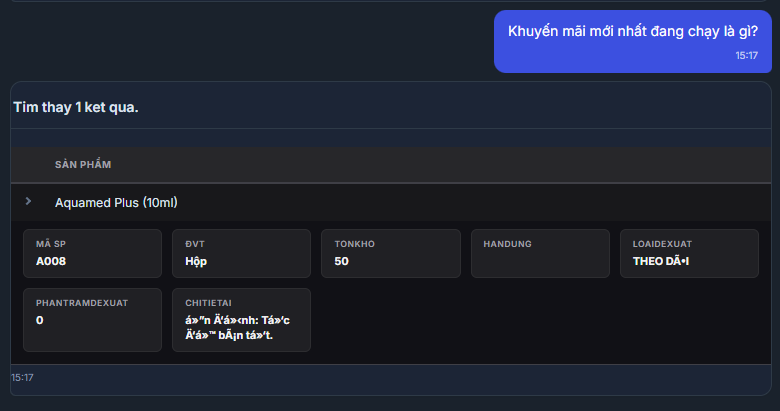 Khuyến mãi mới nhất đang chạy là gì?
15:17
Tim thay 1 ket qua.
SẢN PHẨM
Aquamed Plus (10ml)
MÃ SP
A008
ĐVT
Hộp
TONKHO
50
HANDUNG
LOAIDEXUAT
THEO DÃ•I
PHANTRAMDEXUAT
0
CHITIETAI
á»”n Ä‘á»‹nh: Tá»‘c
Ä‘á»™ bÃ¡n tá»‘t.
15:17